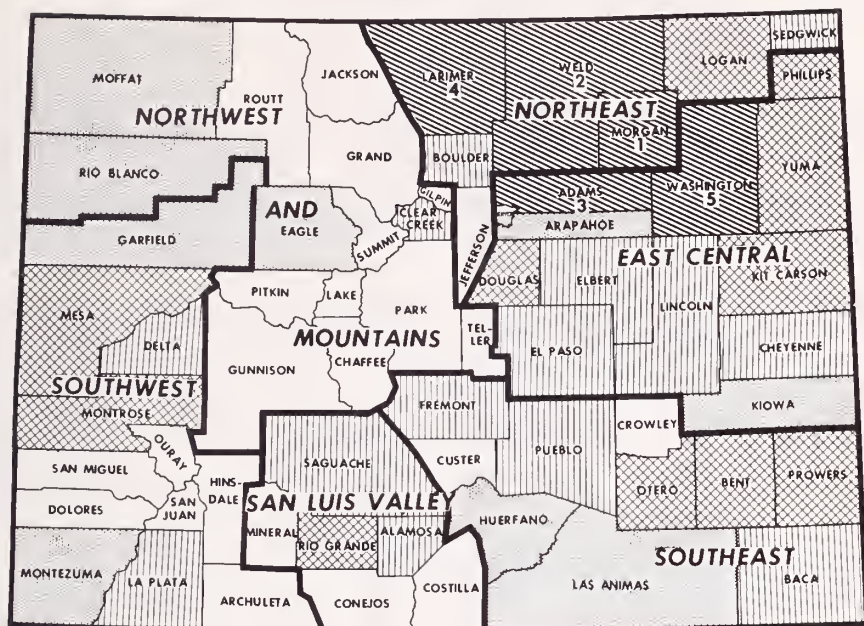 MOFFAT
ROUTT
JACKSON
LARIMER
4
WELD
2
LOGAN
SEDGWICK
PHILLIPS
NORTHWEST
NORTHEAST
MORGAN
1
RIO BLANCO
GRAND
BOULDER
YUMA
GARFIELD
AND
EAGLE
GILPIN
CLEAR
CREEK
SUMMIT
JEFFERSON
ADAMS
3
WASHINGTON
5
ARAPAHOE
EAST CENTRAL
MESA
PITKIN
LAKE
PARK
DOUGLAS
ELBERT
LINCOLN
KIT CARSON
DELTA
GUNNISON
MOUNTAINS
CHAFFEE
TEL-
LER
EL PASO
CHEYENNE
SOUTHWEST
MONTROSE
OURAY
FREMONT
CROWLEY
KIOWA
SAN MIGUEL
HINS-
DALE
SAGUACHE
CUSTER
PUEBLO
OTERO
BENT
PROWERS
DOLORES
SAN
JUAN
SAN LUIS VALLEY
MINERAL
RIO GRANDE
ALAMOSA
HUERFANO
SOUTHEAST
MONTEZUMA
LA PLATA
ARCHULETA
CONEJOS
COSTILLA
LAS ANIMAS
BACA